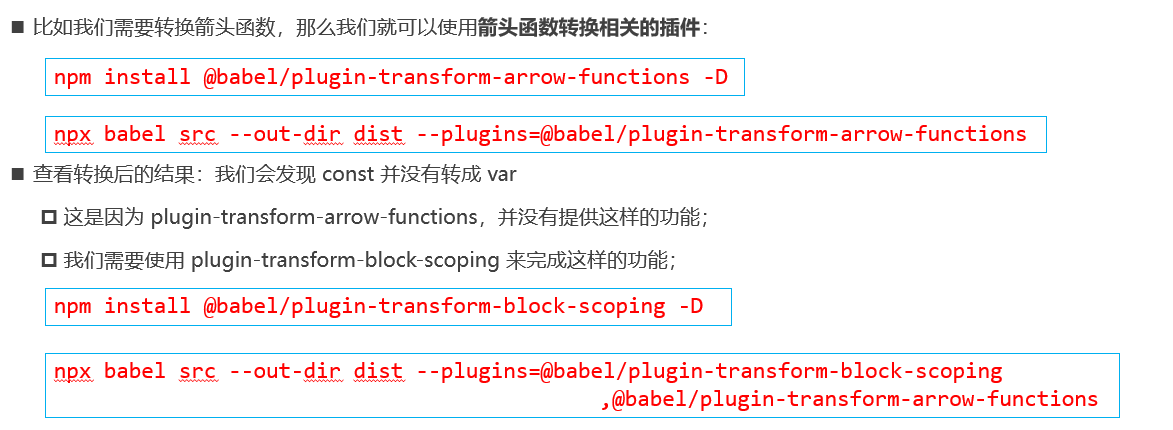 比如我们需要转换箭头函数，那么我们就可以使用箭头函数转换相关的插件：
npm install @babel/plugin-transform-arrow-functions -D
npx babel src --out-dir dist --plugins=@babel/plugin-transform-arrow-functions
查看转换后的结果：我们会发现 const 并没有转成 var
这是因为 plugin-transform-arrow-functions，并没有提供这样的功能；
我们需要使用 plugin-transform-block-scoping 来完成这样的功能；
npm install @babel/plugin-transform-block-scoping -D
npx babel src --out-dir dist --plugins=@babel/plugin-transform-block-scoping
,@babel/plugin-transform-arrow-functions